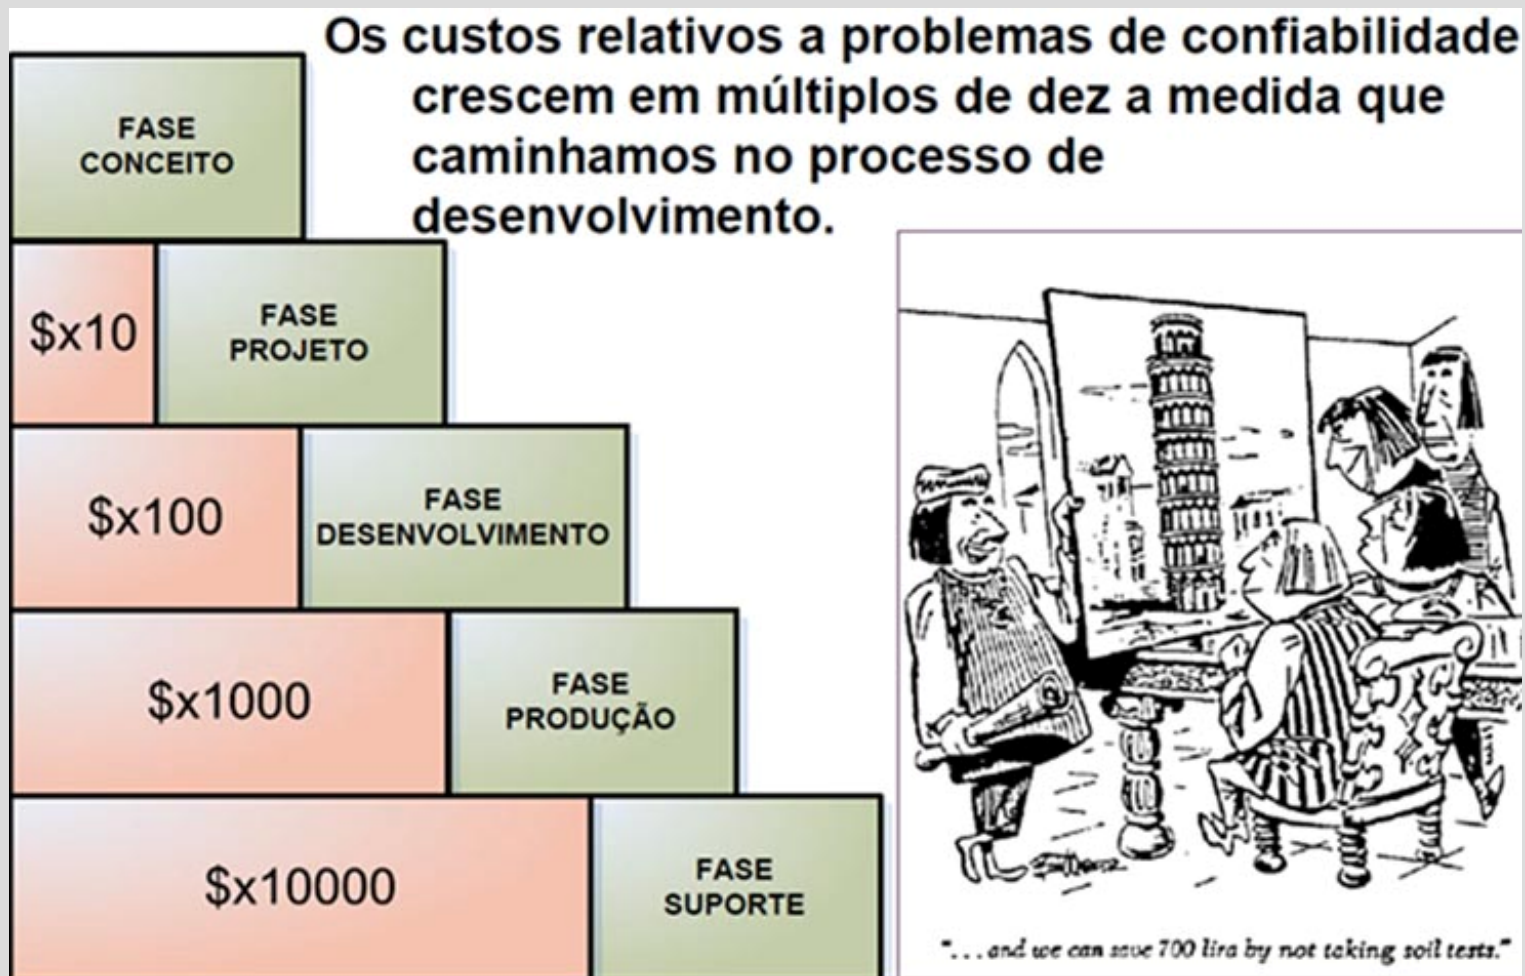 Os custos relativos a problemas de confiabilidade
crescem em múltiplos de dez a medida que
caminhamos no processo de
desenvolvimento.
FASE
CONCEITO
$x10
FASE
PROJETO
$x100
FASE
DESENVOLVIMENTO
$x1000
FASE
PRODUÇÃO
$x10000
FASE
SUPORTE
"...and we can save 700 lira by not taking soil tests."